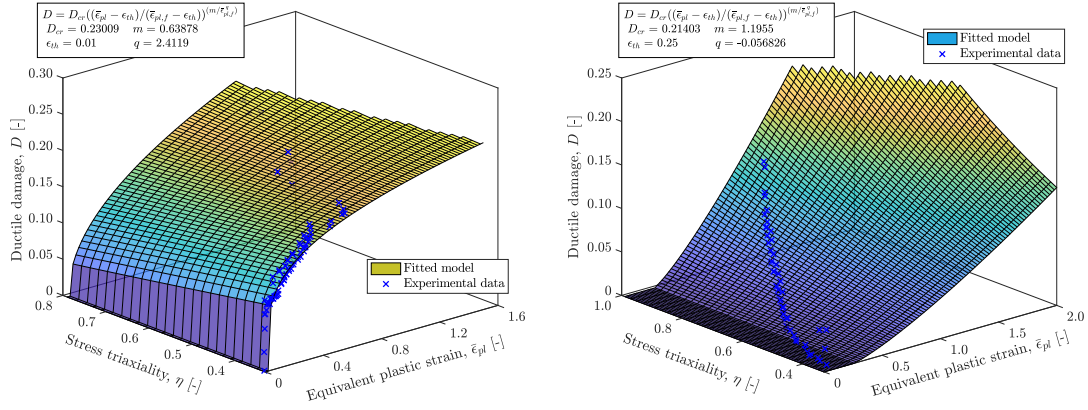 D = D_cr((ε̄_pl − ϵ_th)/(ε̄_pl,f − ϵ_th))^(m/ε̄_pl,f^q)
D_cr = 0.23009 m = 0.63878
ϵ_th = 0.01 q = 2.4119
0.30
0.25
0.20
0.15
0.10
0.05
0
Ductile damage, D [-]
0.8
0.7
0.6
0.5
0.4
Stress triaxiality, η [-]
0
0.4
0.8
1.2
1.6
Equivalent plastic strain, ε̄_pl [-]
Fitted model
Experimental data
D = D_cr((ε̄_pl − ϵ_th)/(ε̄_pl,f − ϵ_th))^(m/ε̄_pl,f^q)
D_cr = 0.21403 m = 1.1955
ϵ_th = 0.25 q = -0.056826
Fitted model
Experimental data
0.25
0.20
0.15
0.10
0.05
0
Ductile damage, D [-]
1.0
0.8
0.6
0.4
Stress triaxiality, η [-]
0
0.5
1.0
1.5
2.0
Equivalent plastic strain, ε̄_pl [-]